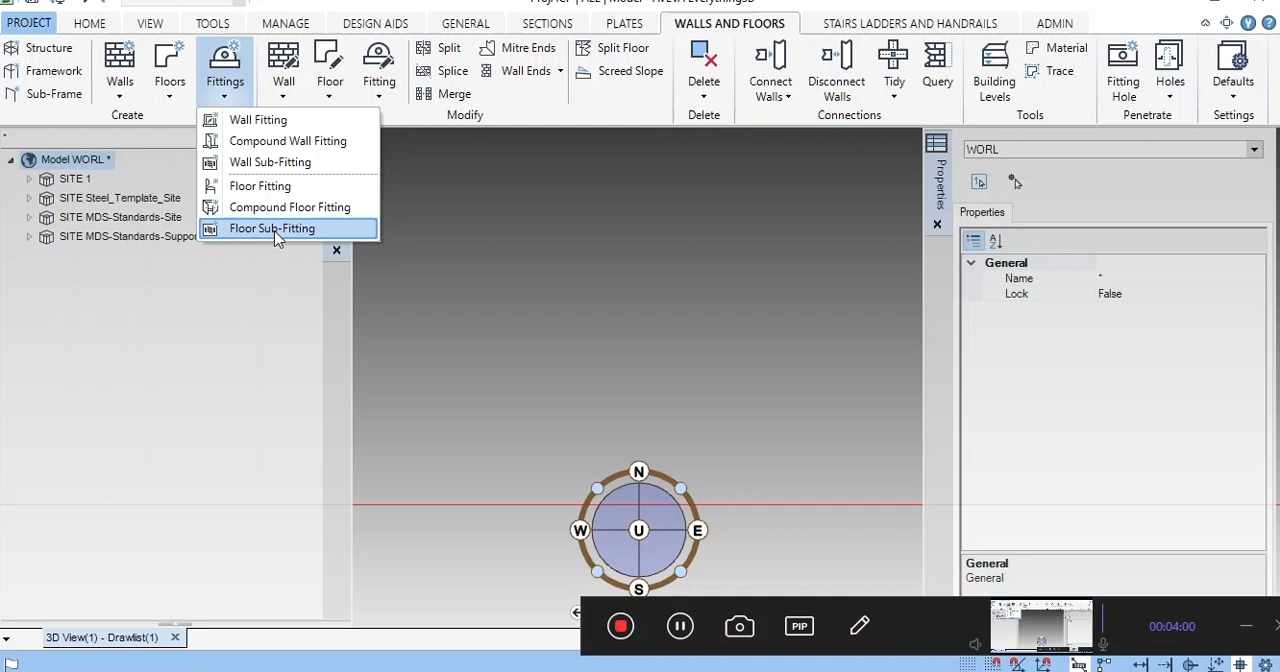 PROJECT HOME VIEW TOOLS MANAGE DESIGN AIDS GENERAL SECTIONS PLATES WALLS AND FLOORS STAIRS LADDERS AND HANDRAILS ADMIN
Structure
Framework
Sub-Frame
Walls
Floors
Fittings
Create
Wall
Floor
Fitting
Split
Splice
Merge
Mitre Ends
Wall Ends
Split Floor
Screed Slope
Modify
Delete
Delete
Connect
Walls
Disconnect
Walls
Tidy
Query
Connections
Building
Levels
Material
Trace
Tools
Fitting
Hole
Holes
Penetrate
Defaults
Settings
Wall Fitting
Compound Wall Fitting
Wall Sub-Fitting
Floor Fitting
Compound Floor Fitting
Floor Sub-Fitting
Model WORL *
SITE 1
SITE Steel_Template_Site
SITE MDS-Standards-Site
SITE MDS-Standards-Suppo
N
W
U
E
S
Properties
WORL
Properties
General
Name *
Lock False
General
General
3D View(1) - Drawlist(1)
PIP
00:04:00